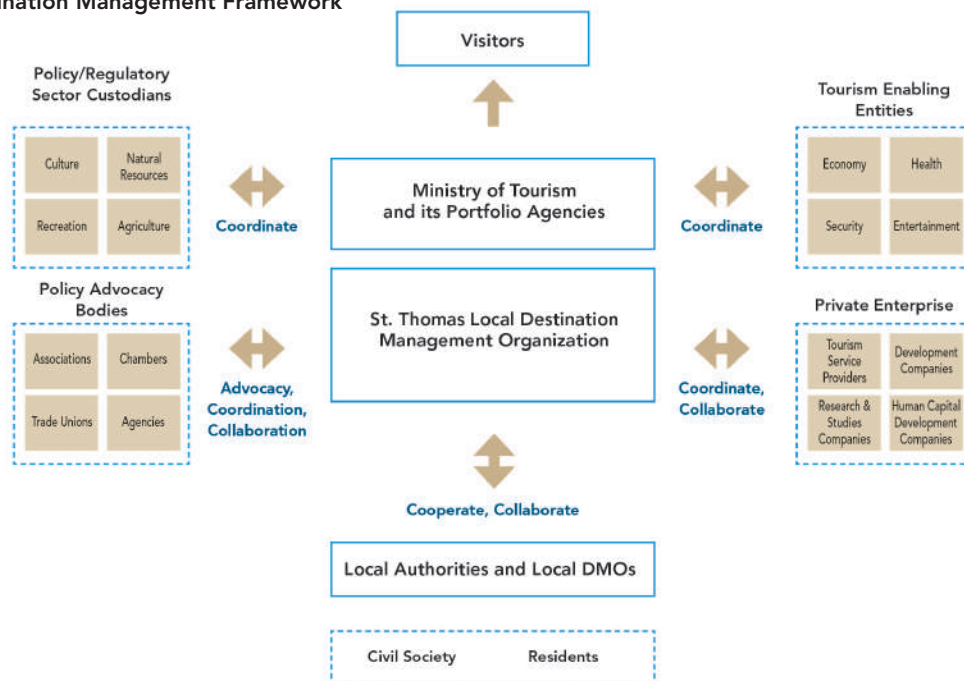 ination Management Framework
Visitors
Policy/Regulatory
Sector Custodians
Culture
Natural
Resources
Recreation
Agriculture
Coordinate
Ministry of Tourism
and its Portfolio Agencies
Coordinate
Tourism Enabling
Entities
Economy
Health
Security
Entertainment
Policy Advocacy
Bodies
Associations
Chambers
Trade Unions
Agencies
Advocacy,
Coordination,
Collaboration
St. Thomas Local Destination
Management Organization
Coordinate,
Collaborate
Private Enterprise
Tourism
Service
Providers
Development
Companies
Research &
Studies
Companies
Human Capital
Development
Companies
Cooperate, Collaborate
Local Authorities and Local DMOs
Civil Society
Residents